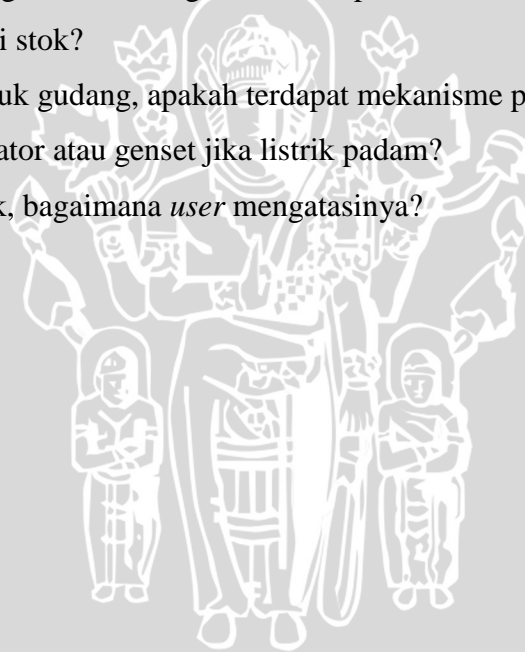 i stok?
uk gudang, apakah terdapat mekanisme p
ator atau genset jika listrik padam?
k, bagaimana user mengatasinya?